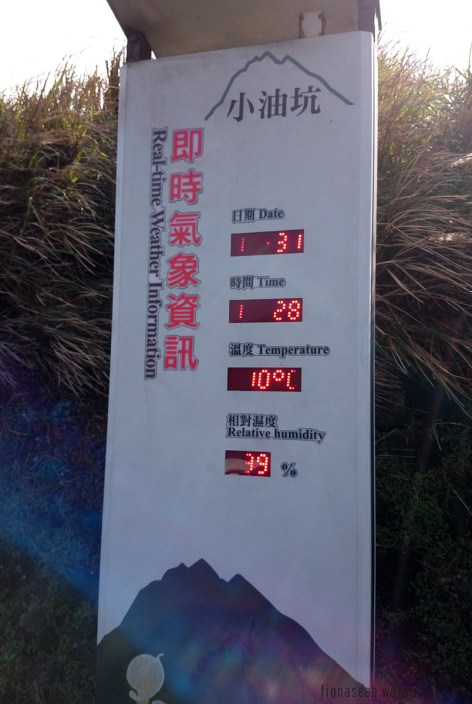 小油坑
即時氣象資訊
Real-time Weather Information
日期 Date
1 31
時間 Time
1 28
溫度 Temperature
10°C
相對濕度
Relative humidity
39 %